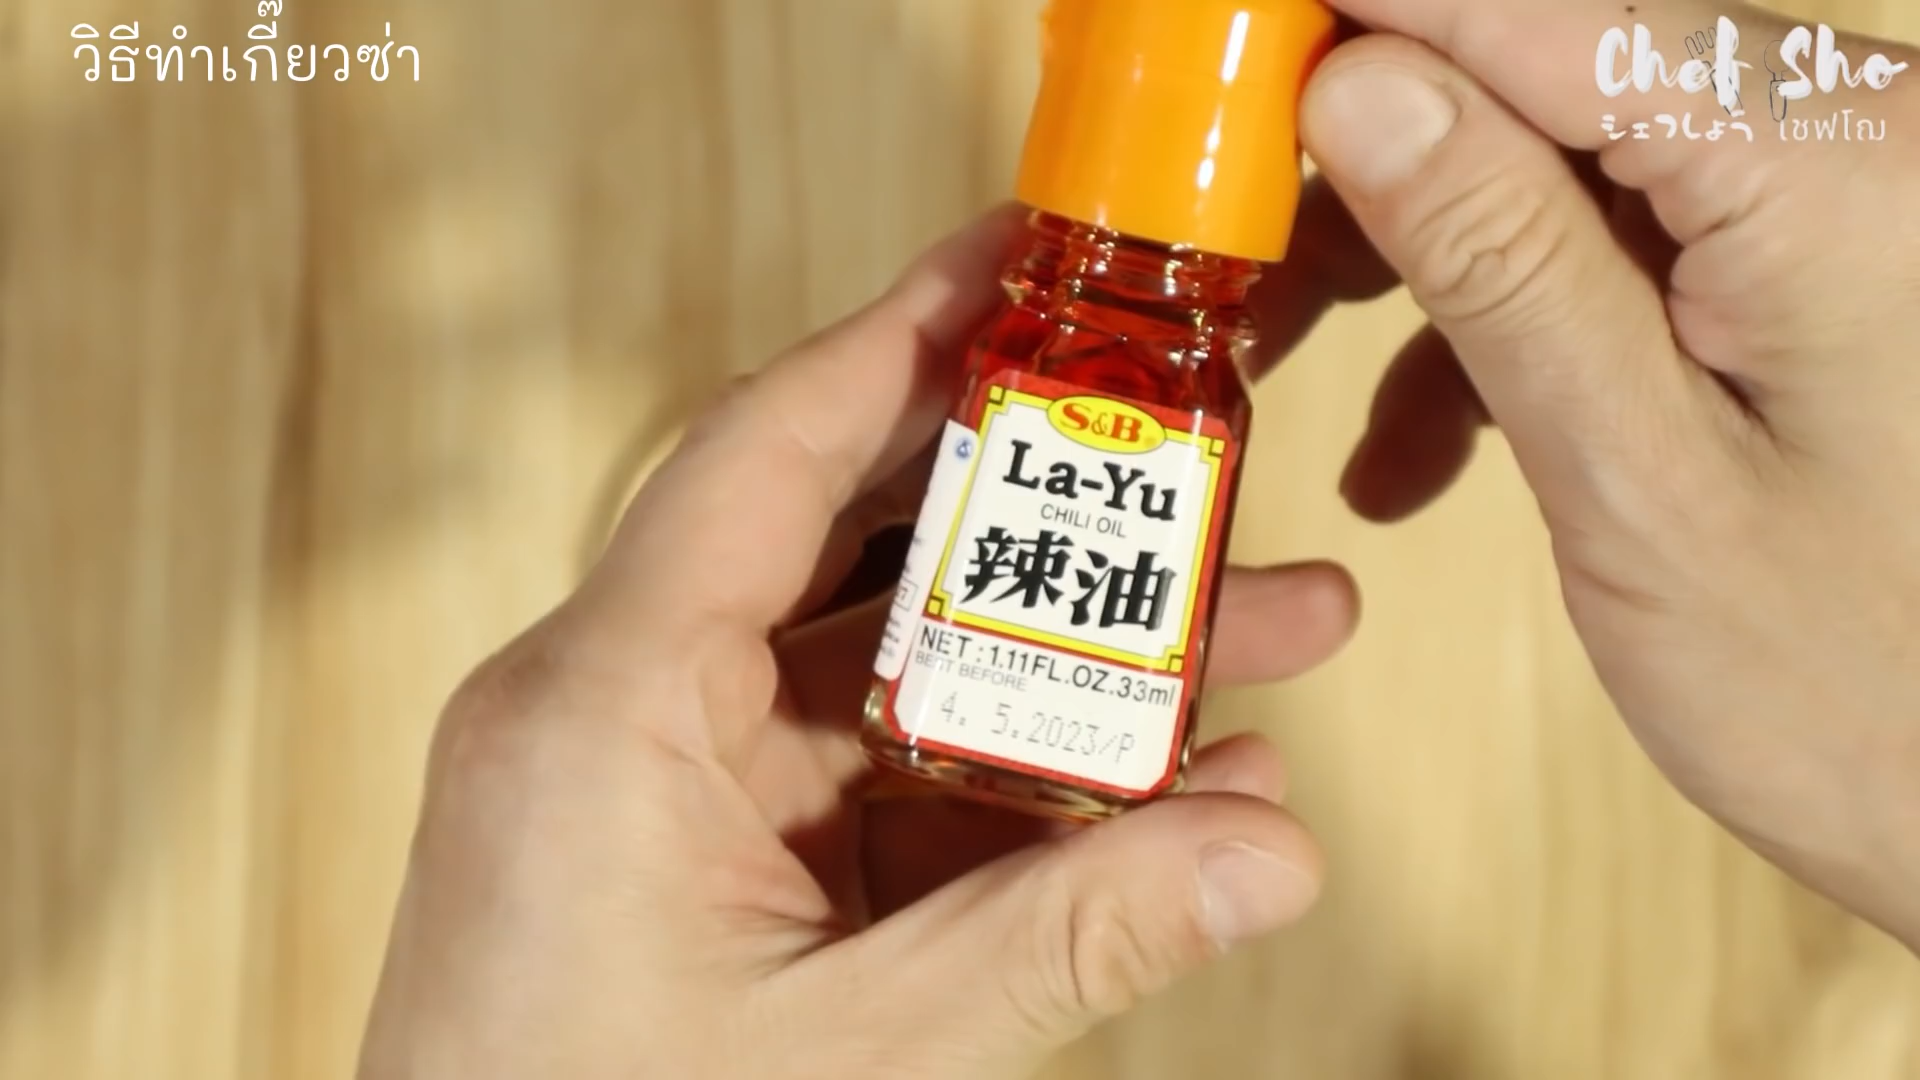 วิธีทำเกี๊ยวซ่า
Chef Sho
シェフしょう เชฟโฌ
S&B
La-Yu
CHILI OIL
辣油
NET : 1.11FL.OZ.33ml
BEST BEFORE
4. 5.2023/P